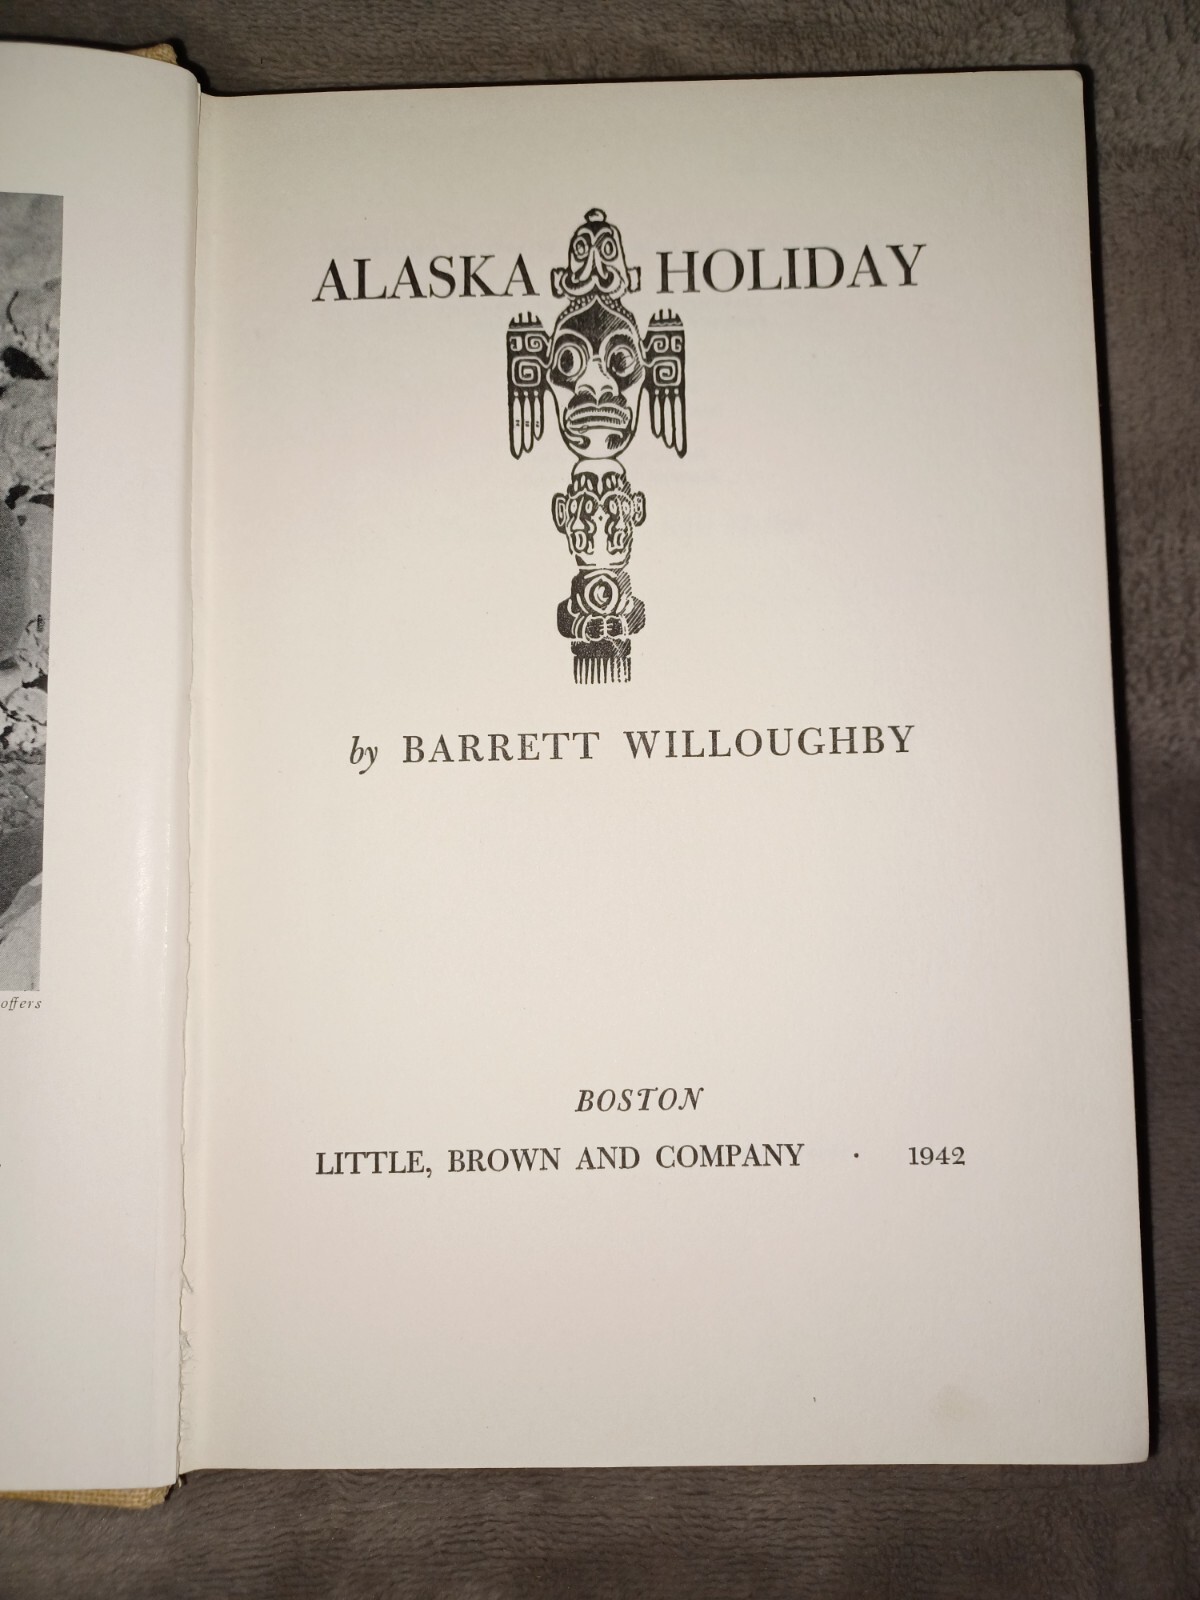 ALASKA HOLIDAY
by BARRETT WILLOUGHBY
offers
BOSTON
LITTLE, BROWN AND COMPANY · 1942